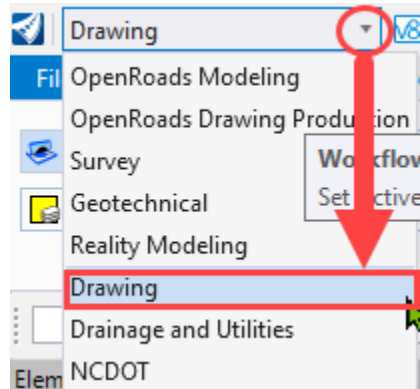 Drawing
V8
Fil
OpenRoads Modeling
OpenRoads Drawing Production
Survey
Workflow
Geotechnical
Set Active
Reality Modeling
Drawing
Drainage and Utilities
Elem
NCDOT